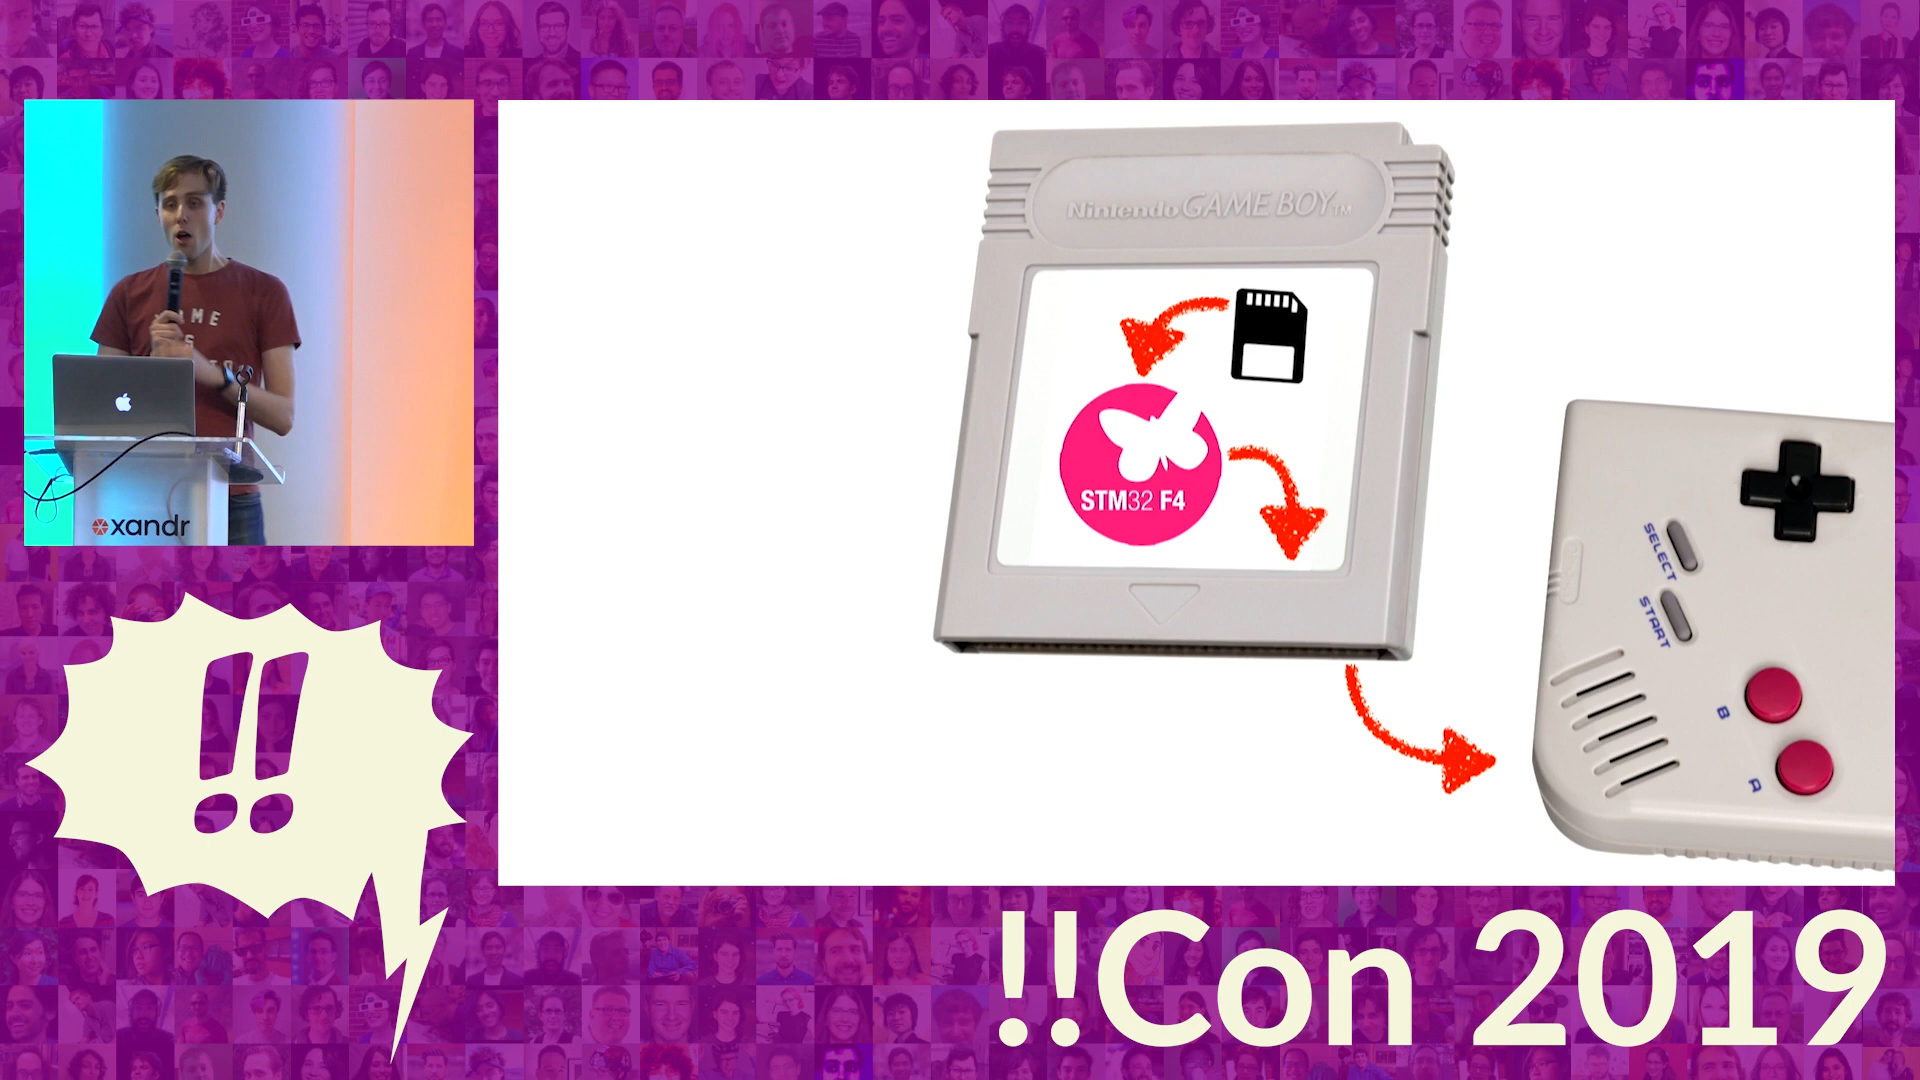 Nintendo GAME BOY TM
STM32 F4
SELECT
START
B
A
xandr
!!
!!Con 2019